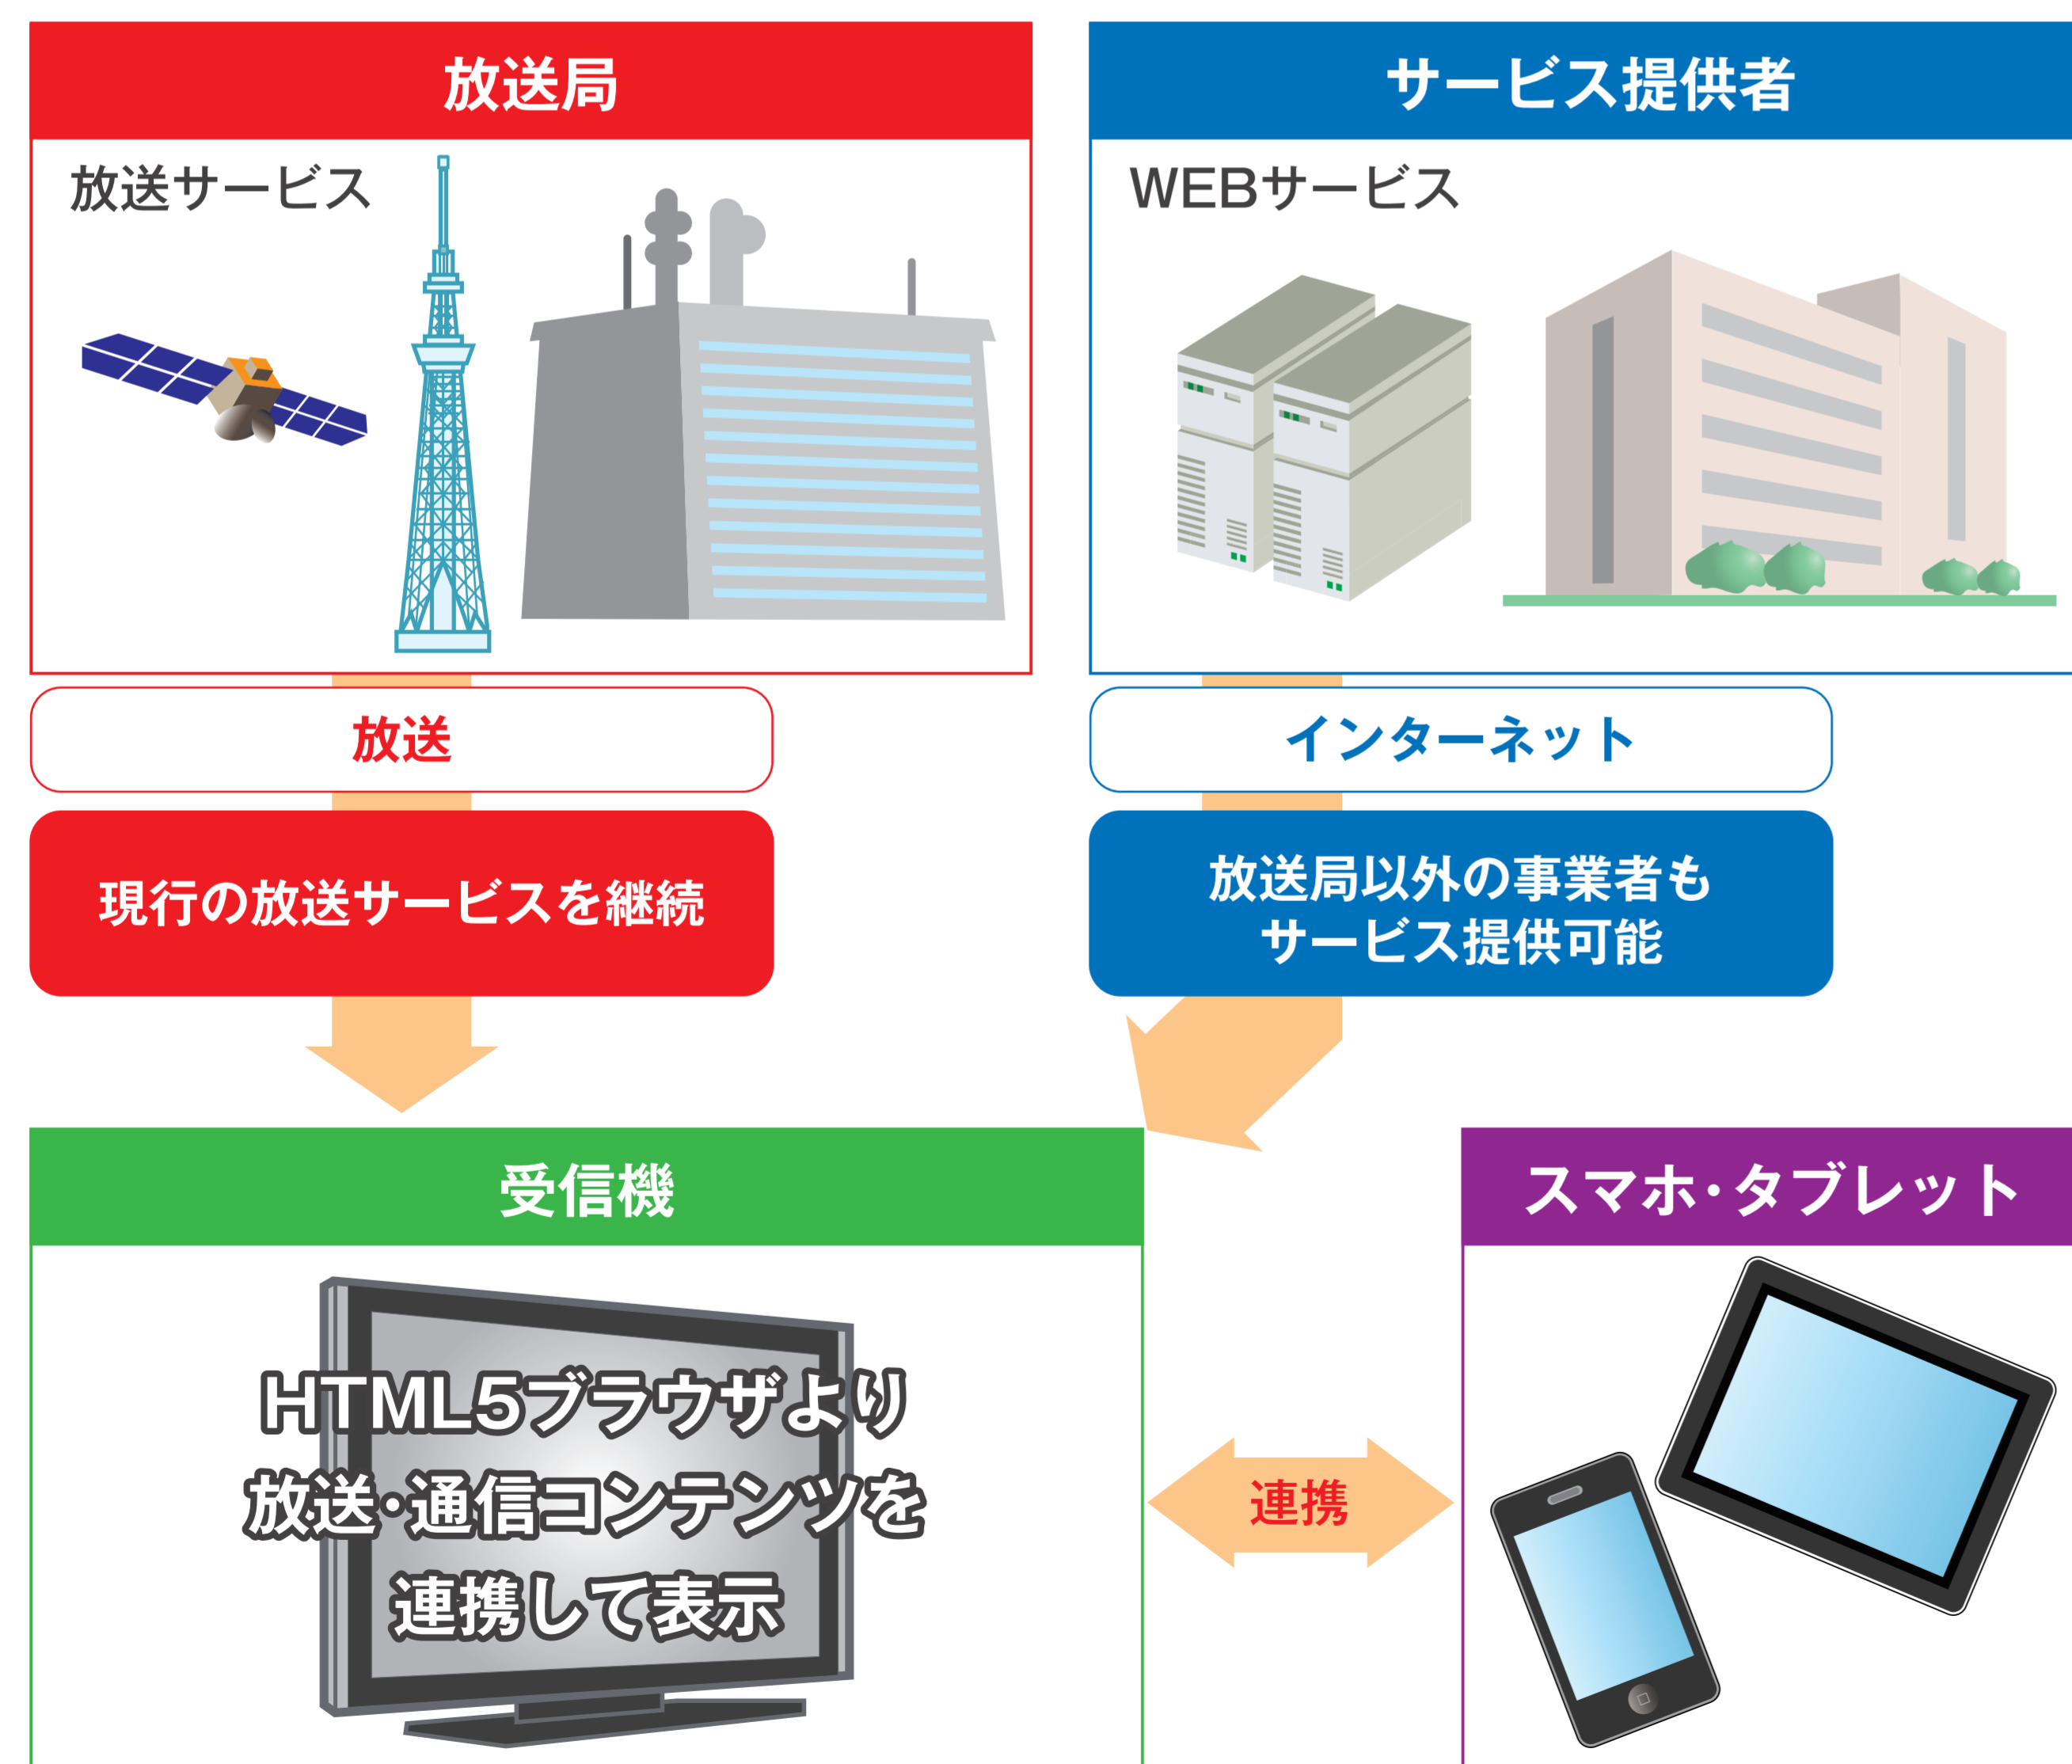 放送局
放送サービス
サービス提供者
WEBサービス
放送
インターネット
現行の放送サービスを継続
放送局以外の事業者も
サービス提供可能
受信機
HTML5ブラウザより
放送・通信コンテンツを
連携して表示
連携
スマホ・タブレット